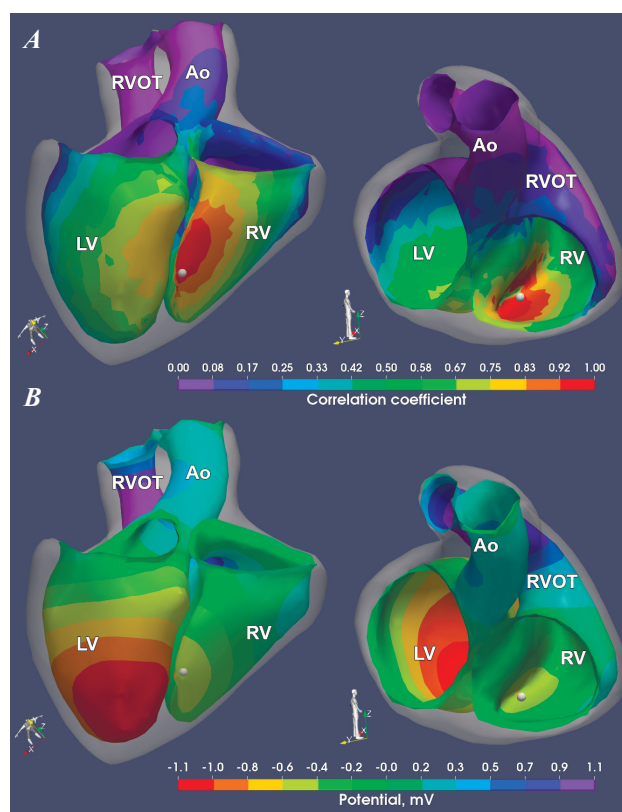 A
RVOT
Ao
LV
RV
Ao
RVOT
LV
RV
X
Z
Y
X
0.00 0.08 0.17 0.25 0.33 0.42 0.50 0.58 0.67 0.75 0.83 0.92 1.00
Correlation coefficient
B
RVOT
Ao
LV
RV
Ao
RVOT
LV
RV
X
Z
Y
X
-1.1 -1.0 -0.8 -0.6 -0.4 -0.2 -0.0 0.2 0.3 0.5 0.7 0.9 1.1
Potential, mV